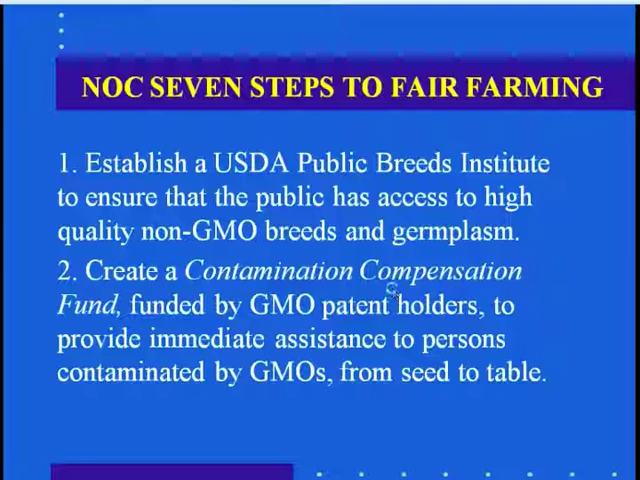 NOC SEVEN STEPS TO FAIR FARMING
1. Establish a USDA Public Breeds Institute
to ensure that the public has access to high
quality non-GMO breeds and germplasm.
2. Create a Contamination Compensation
Fund, funded by GMO patent holders, to
provide immediate assistance to persons
contaminated by GMOs, from seed to table.